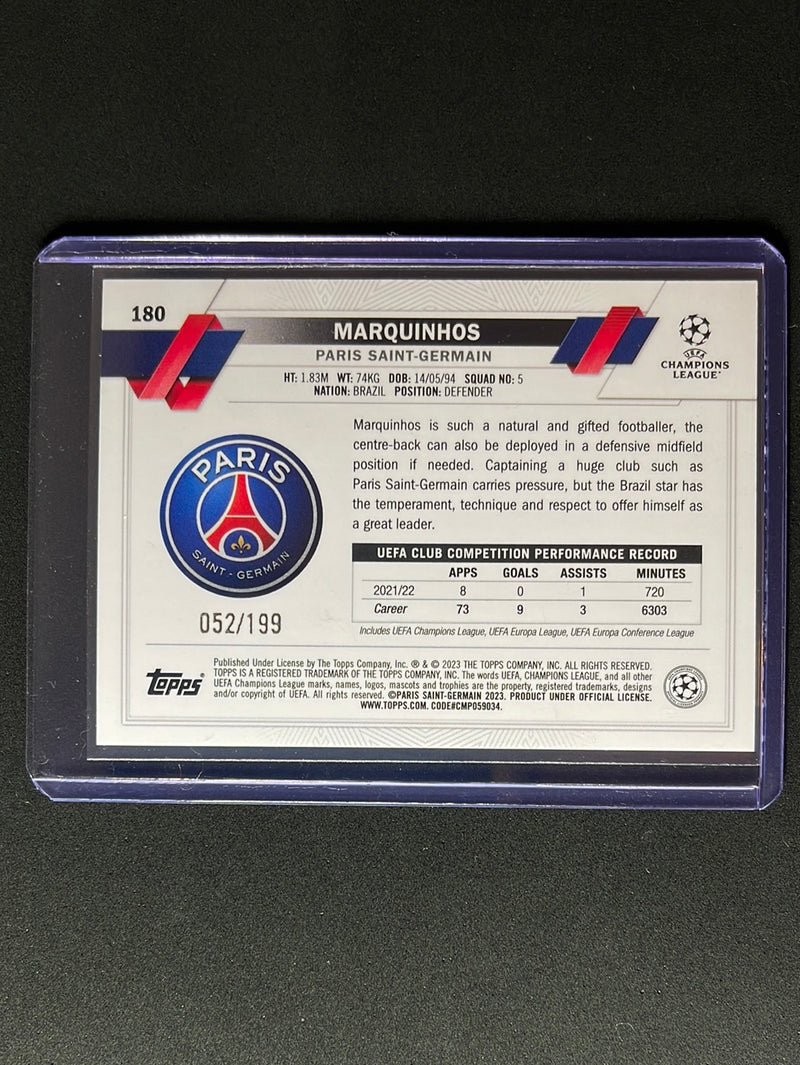 180
MARQUINHOS
PARIS SAINT-GERMAIN
HT: 1.83M WT: 74KG DOB: 14/05/94 SQUAD NO: 5
NATION: BRAZIL POSITION: DEFENDER
UEFA
CHAMPIONS
LEAGUE
Marquinhos is such a natural and gifted footballer, the
centre-back can also be deployed in a defensive midfield
position if needed. Captaining a huge club such as
Paris Saint-Germain carries pressure, but the Brazil star has
the temperament, technique and respect to offer himself as
a great leader.
PARIS
SAINT-GERMAIN
052/199
UEFA CLUB COMPETITION PERFORMANCE RECORD
APPS GOALS ASSISTS MINUTES
2021/22 8 0 1 720
Career 73 9 3 6303
Includes UEFA Champions League, UEFA Europa League, UEFA Europa Conference League
Topps
Published Under License by The Topps Company, Inc. ® & © 2023 THE TOPPS COMPANY, INC. ALL RIGHTS RESERVED.
TOPPS IS A REGISTERED TRADEMARK OF THE TOPPS COMPANY, INC. The words UEFA, CHAMPIONS LEAGUE, and all other
UEFA Champions League marks, names, logos, mascots and trophies are the property, registered trademarks, designs
and/or copyright of UEFA. All rights reserved. ©PARIS SAINT-GERMAIN 2023. PRODUCT UNDER OFFICIAL LICENSE.
WWW.TOPPS.COM. CODE#CMP059034.